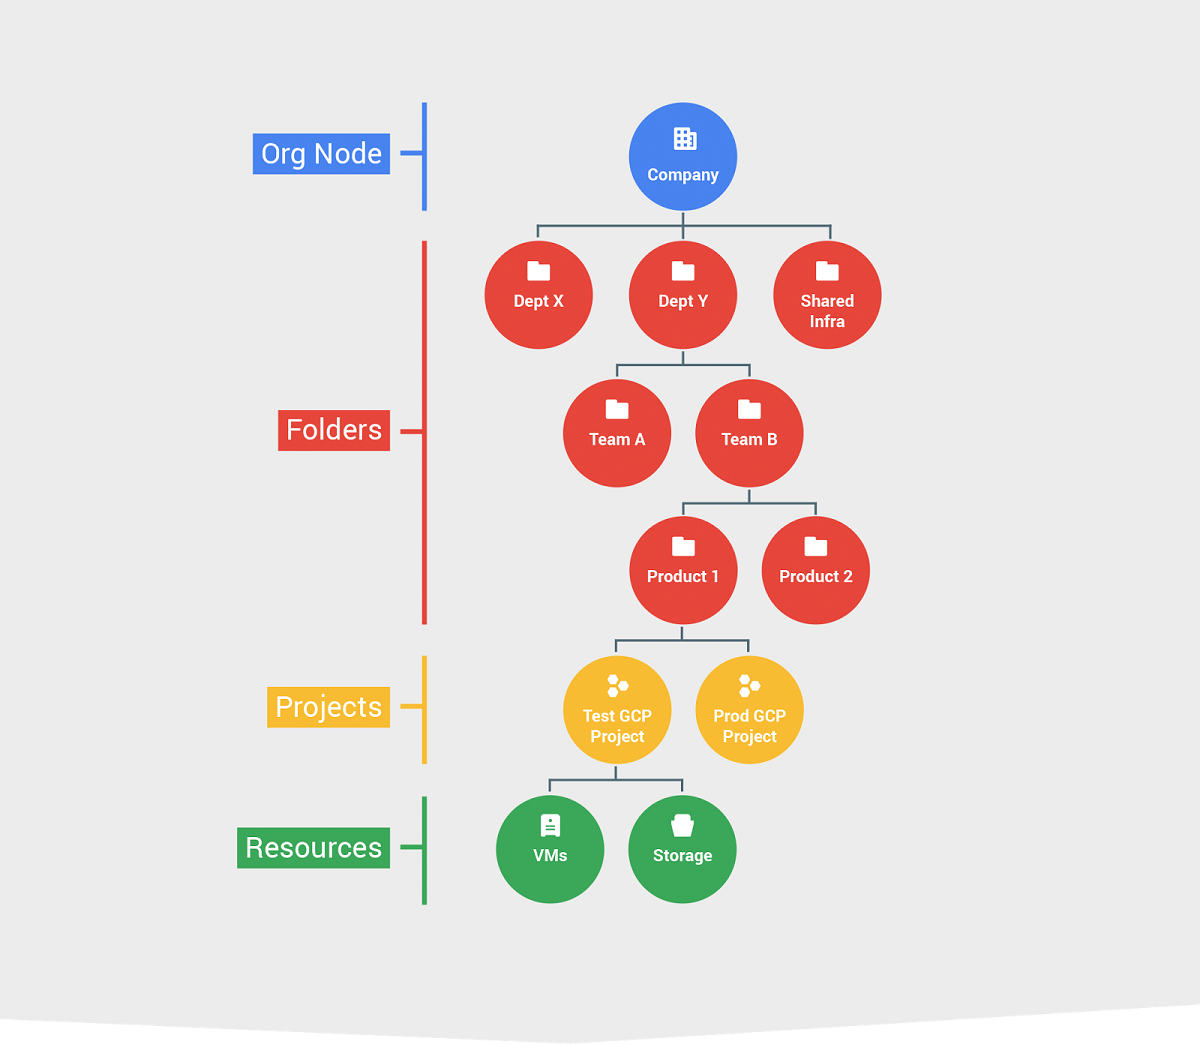 Org Node
Company
Dept X
Dept Y
Shared
Infra
Folders
Team A
Team B
Product 1
Product 2
Projects
Test GCP
Project
Prod GCP
Project
Resources
VMs
Storage